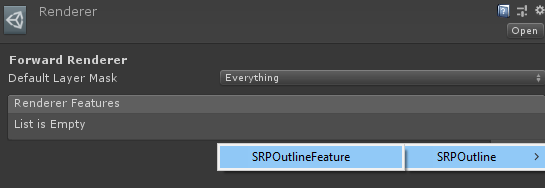 Renderer
Open
Forward Renderer
Default Layer Mask Everything
Renderer Features
List is Empty
SRPOutlineFeature SRPOutline